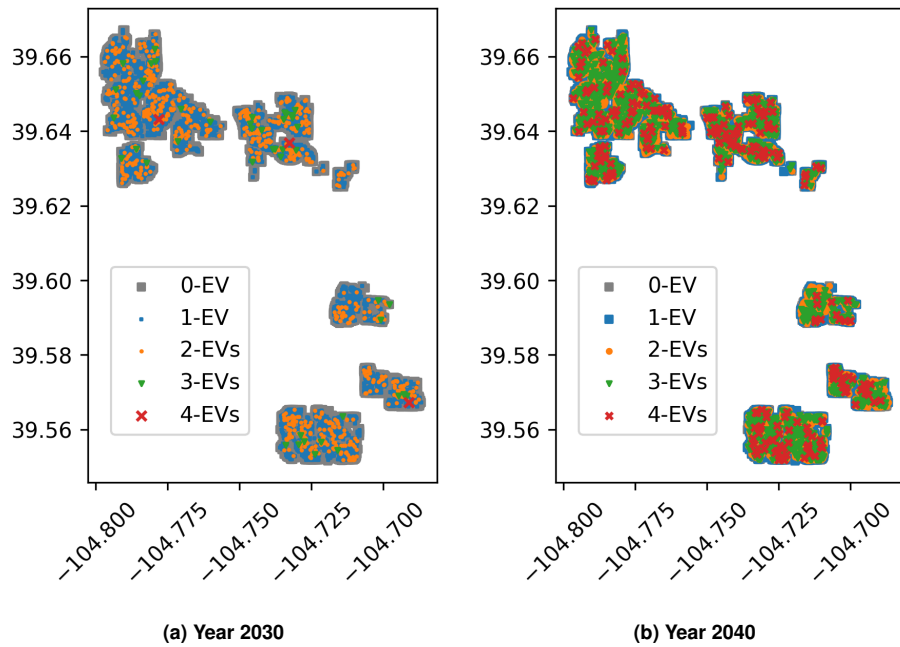 39.66
39.64
39.62
39.60
39.58
39.56
0-EV
1-EV
2-EVs
3-EVs
4-EVs
−104.800
−104.775
−104.750
−104.725
−104.700
(a) Year 2030
39.66
39.64
39.62
39.60
39.58
39.56
0-EV
1-EV
2-EVs
3-EVs
4-EVs
−104.800
−104.775
−104.750
−104.725
−104.700
(b) Year 2040